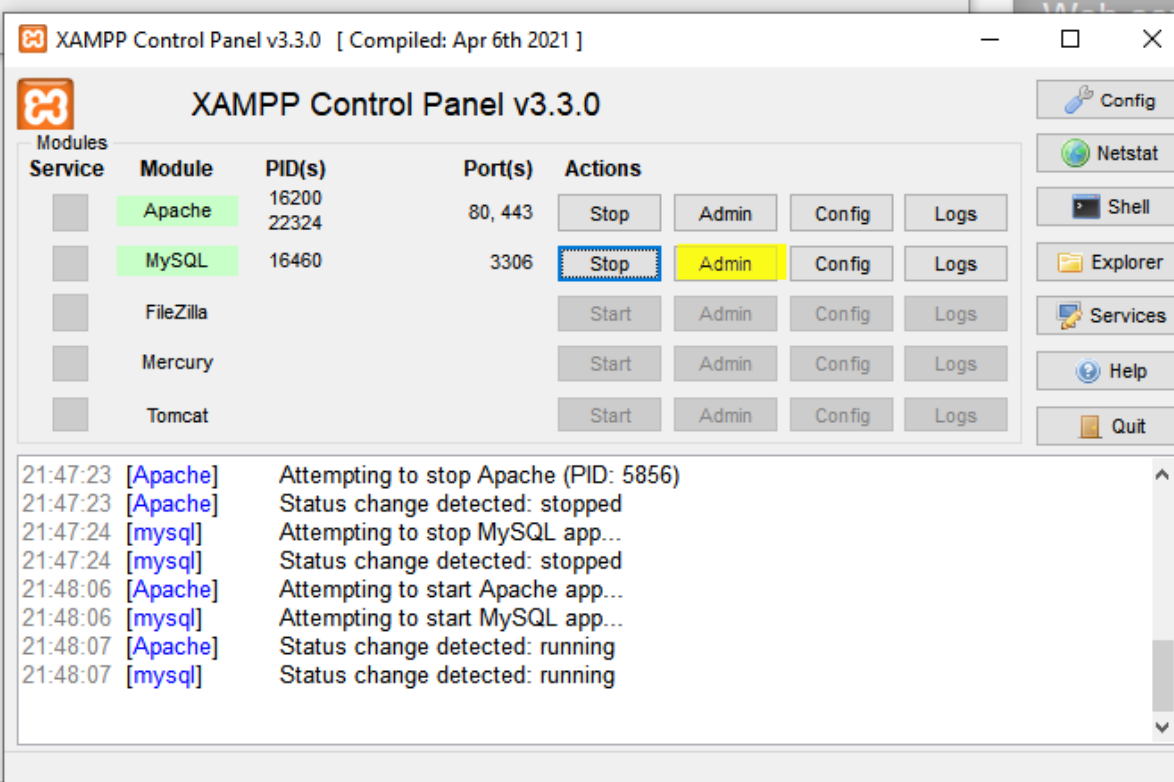 XAMPP Control Panel v3.3.0 [ Compiled: Apr 6th 2021 ]
XAMPP Control Panel v3.3.0
Config
Modules
Service Module PID(s) Port(s) Actions
Netstat
Apache 16200 22324 80, 443 Stop Admin Config Logs
Shell
MySQL 16460 3306 Stop Admin Config Logs
Explorer
FileZilla Start Admin Config Logs
Services
Mercury Start Admin Config Logs
Help
Tomcat Start Admin Config Logs
Quit
21:47:23 [Apache] Attempting to stop Apache (PID: 5856)
21:47:23 [Apache] Status change detected: stopped
21:47:24 [mysql] Attempting to stop MySQL app...
21:47:24 [mysql] Status change detected: stopped
21:48:06 [Apache] Attempting to start Apache app...
21:48:06 [mysql] Attempting to start MySQL app...
21:48:07 [Apache] Status change detected: running
21:48:07 [mysql] Status change detected: running